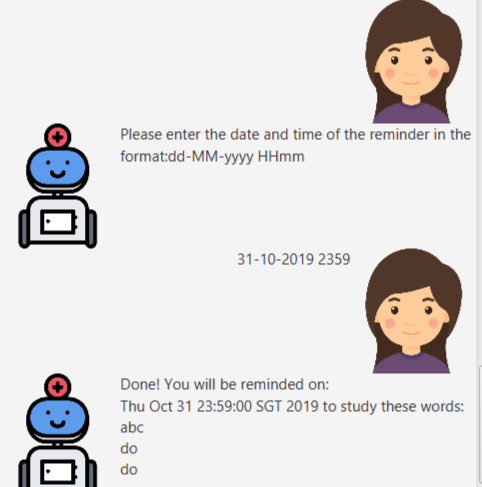 Please enter the date and time of the reminder in the
format:dd-MM-yyyy HHmm
31-10-2019 2359
Done! You will be reminded on:
Thu Oct 31 23:59:00 SGT 2019 to study these words:
abc
do
do